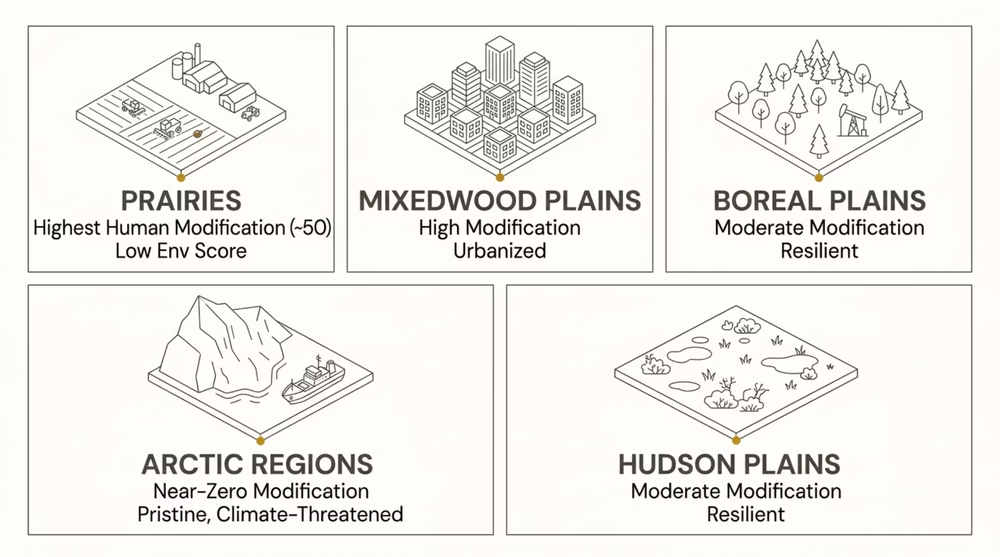 PRAIRIES
Highest Human Modification (~50)
Low Env Score
MIXEDWOOD PLAINS
High Modification
Urbanized
BOREAL PLAINS
Moderate Modification
Resilient
ARCTIC REGIONS
Near-Zero Modification
Pristine, Climate-Threatened
HUDSON PLAINS
Moderate Modification
Resilient